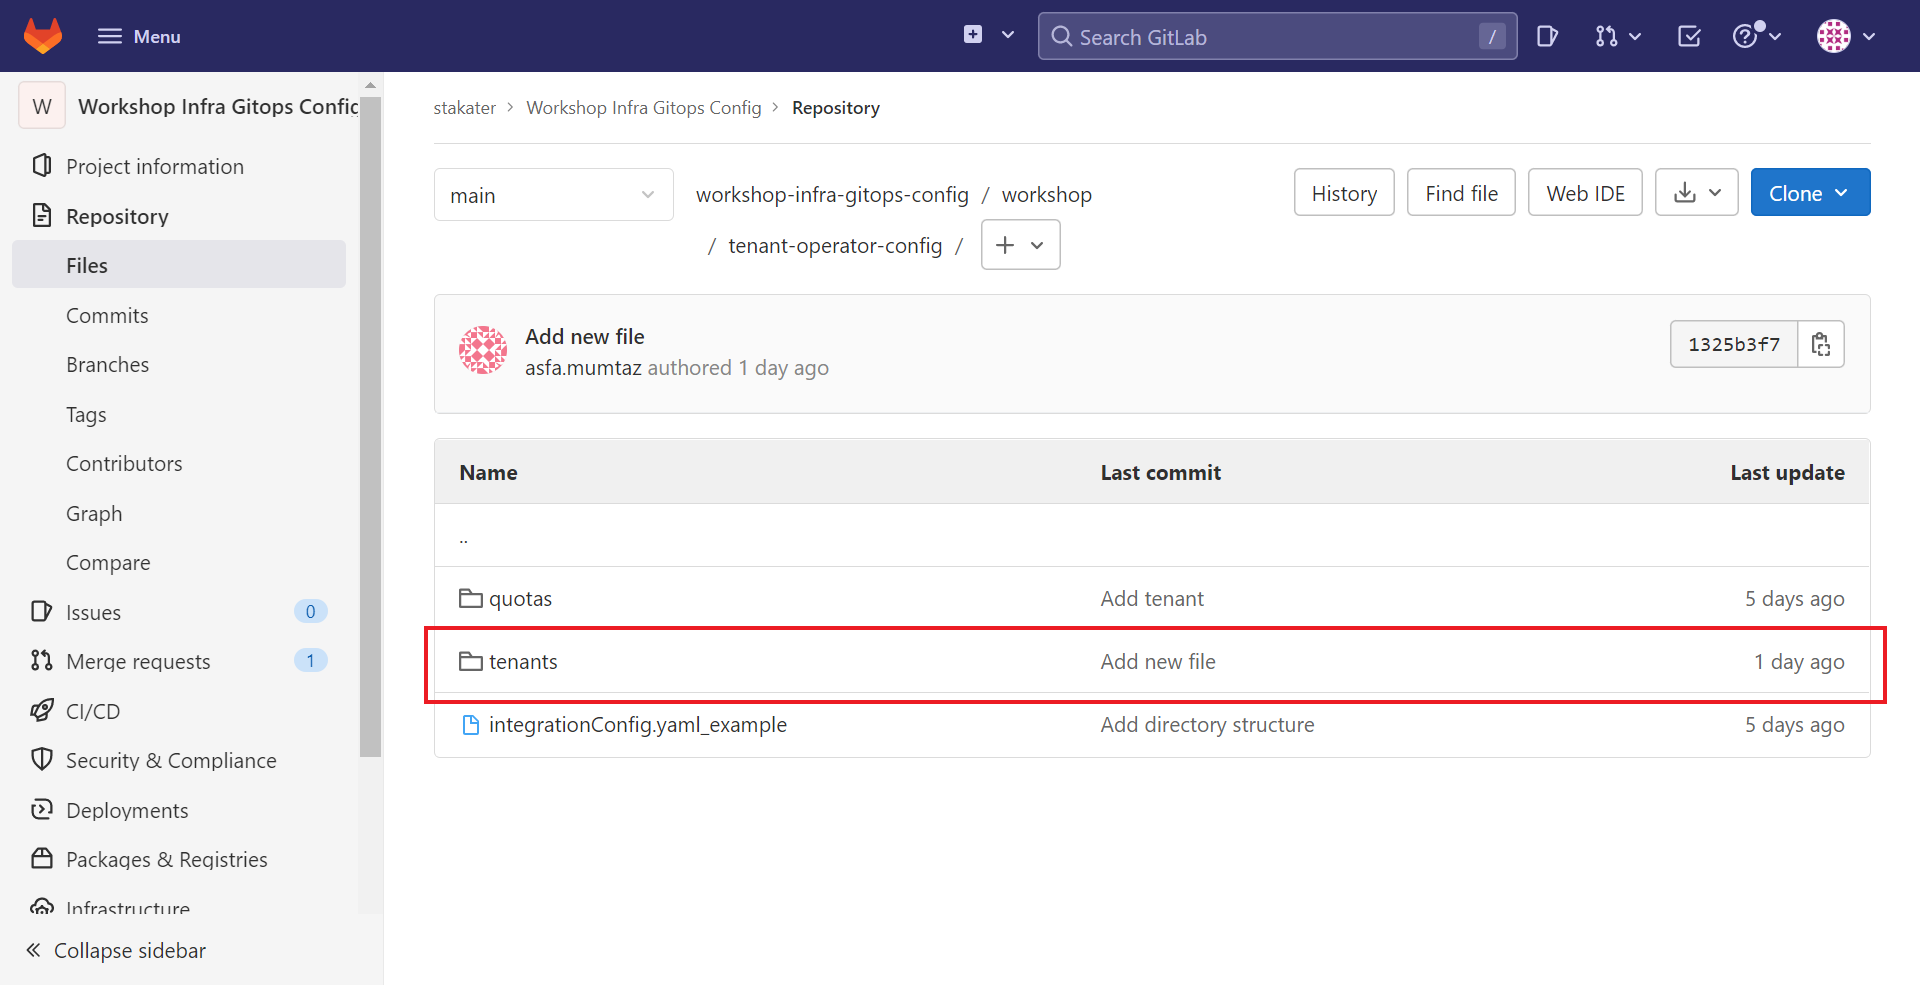 Menu
Search GitLab
/
W
Workshop Infra Gitops Config
Project information
Repository
Files
Commits
Branches
Tags
Contributors
Graph
Compare
Issues 0
Merge requests 1
CI/CD
Security & Compliance
Deployments
Packages & Registries
Infrastructure
Collapse sidebar
stakater > Workshop Infra Gitops Config > Repository
main
workshop-infra-gitops-config / workshop
/ tenant-operator-config /
History
Find file
Web IDE
Clone
Add new file
asfa.mumtaz authored 1 day ago
1325b3f7
Name Last commit Last update
..
quotas Add tenant 5 days ago
tenants Add new file 1 day ago
integrationConfig.yaml_example Add directory structure 5 days ago